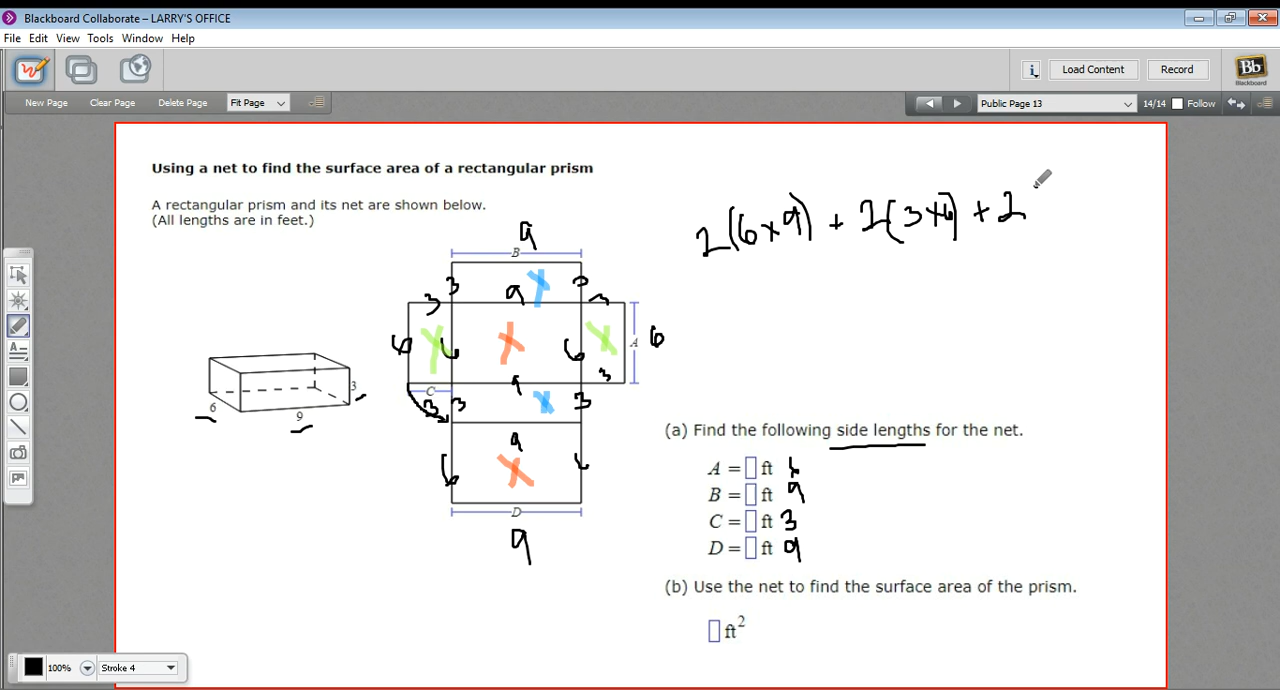 Blackboard Collaborate – LARRY'S OFFICE
File Edit View Tools Window Help
Load Content Record Bb Blackboard
New Page Clear Page Delete Page Fit Page Public Page 13 14/14 Follow
Using a net to find the surface area of a rectangular prism
A rectangular prism and its net are shown below.
(All lengths are in feet.)
2(6x9) + 2(3x6) + 2
9
B
3 3
3 9 3
6 6 6 A 6
9 3
C 3 3 3
9
6 6
D
9
3
6
9
(a) Find the following side lengths for the net.
A = ft 6
B = ft 9
C = ft 3
D = ft 9
(b) Use the net to find the surface area of the prism.
ft²
100% Stroke 4